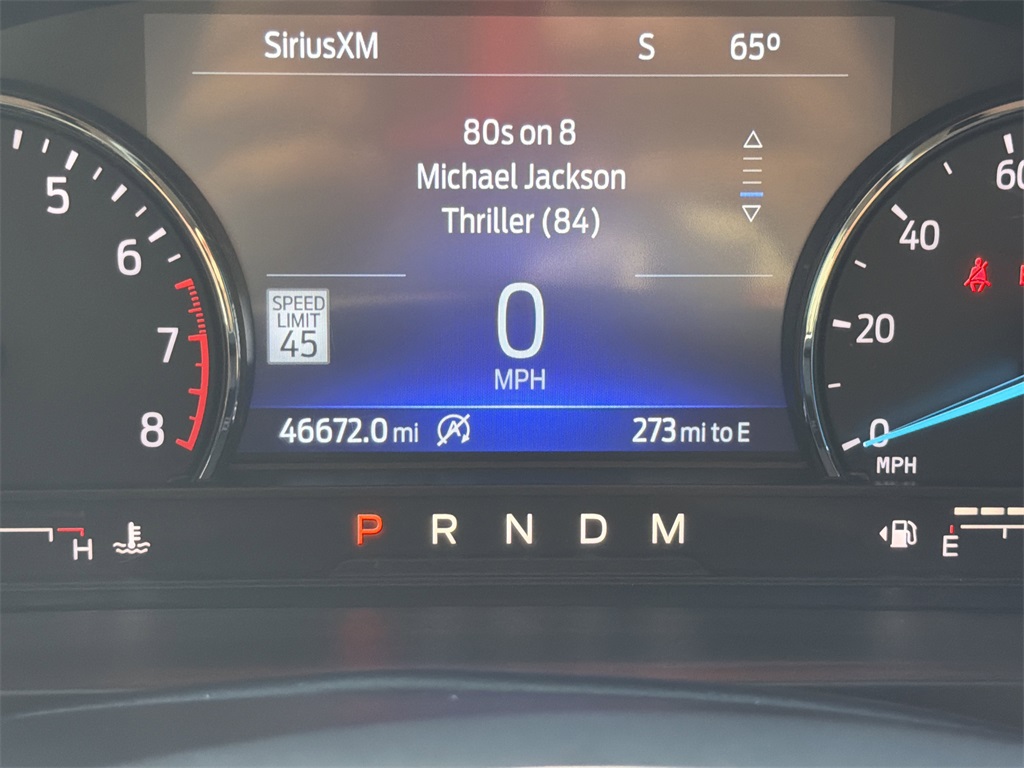 SiriusXM S 65º
80s on 8
Michael Jackson
Thriller (84)
5
6
7
8
SPEED
LIMIT
45
0
MPH
46672.0 mi
273 mi to E
60
40
20
0
MPH
H
P R N D M
E